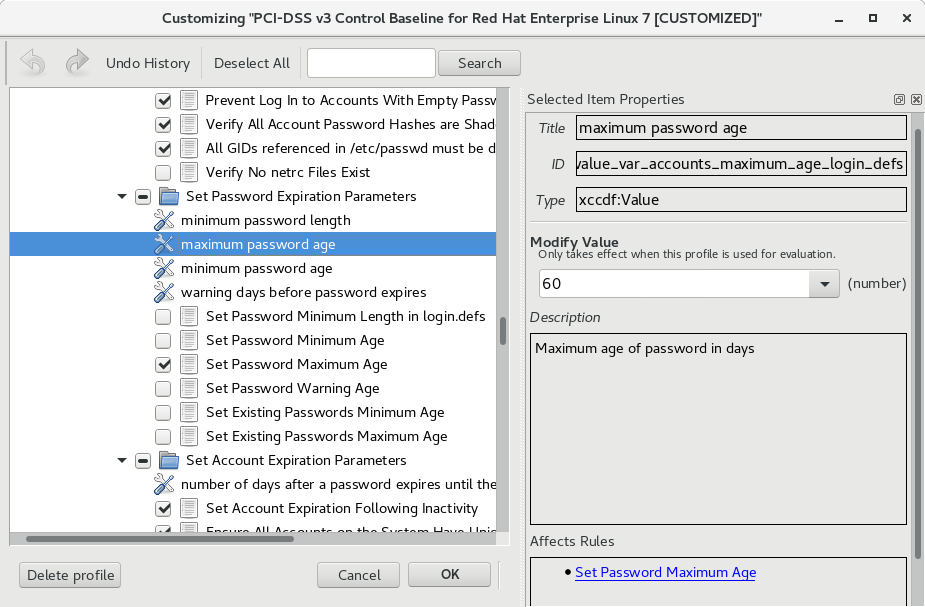 Customizing "PCI-DSS v3 Control Baseline for Red Hat Enterprise Linux 7 [CUSTOMIZED]"
Undo History
Deselect All
Search
Prevent Log In to Accounts With Empty Passw
Verify All Account Password Hashes are Shad
All GIDs referenced in /etc/passwd must be d
Verify No netrc Files Exist
Set Password Expiration Parameters
minimum password length
maximum password age
minimum password age
warning days before password expires
Set Password Minimum Length in login.defs
Set Password Minimum Age
Set Password Maximum Age
Set Password Warning Age
Set Existing Passwords Minimum Age
Set Existing Passwords Maximum Age
Set Account Expiration Parameters
number of days after a password expires until the
Set Account Expiration Following Inactivity
Ensure All Accounts on the System Have Uniq
Delete profile
Cancel
OK
Selected Item Properties
Title maximum password age
ID value_var_accounts_maximum_age_login_defs
Type xccdf:Value
Modify Value
Only takes effect when this profile is used for evaluation.
60 (number)
Description
Maximum age of password in days
Affects Rules
• Set Password Maximum Age